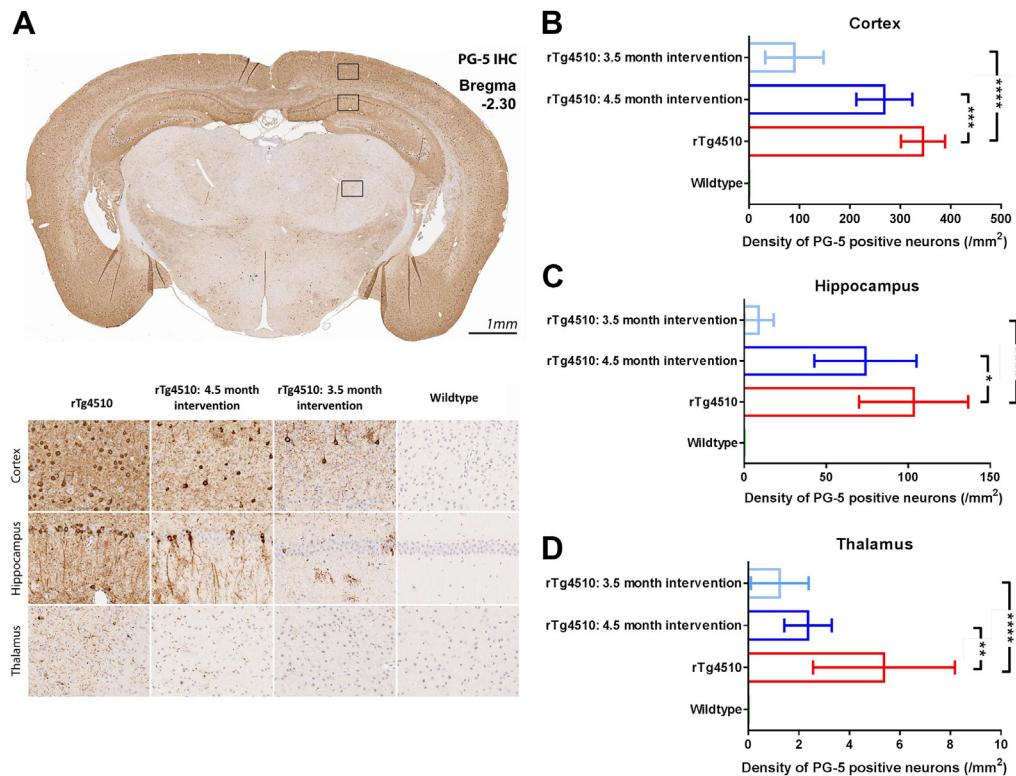 A
PG-5 IHC
Bregma
-2.30
1mm
rTg4510
rTg4510: 4.5 month
intervention
rTg4510: 3.5 month
intervention
Wildtype
Cortex
Hippocampus
Thalamus
B
Cortex
rTg4510: 3.5 month intervention
rTg4510: 4.5 month intervention
rTg4510
Wildtype
***
****
0 100 200 300 400 500
Density of PG-5 positive neurons (/mm²)
C
Hippocampus
rTg4510: 3.5 month intervention
rTg4510: 4.5 month intervention
rTg4510
Wildtype
*
0 50 100 150
Density of PG-5 positive neurons (/mm²)
D
Thalamus
rTg4510: 3.5 month intervention
rTg4510: 4.5 month intervention
rTg4510
Wildtype
**
****
0 2 4 6 8 10
Density of PG-5 positive neurons (/mm²)